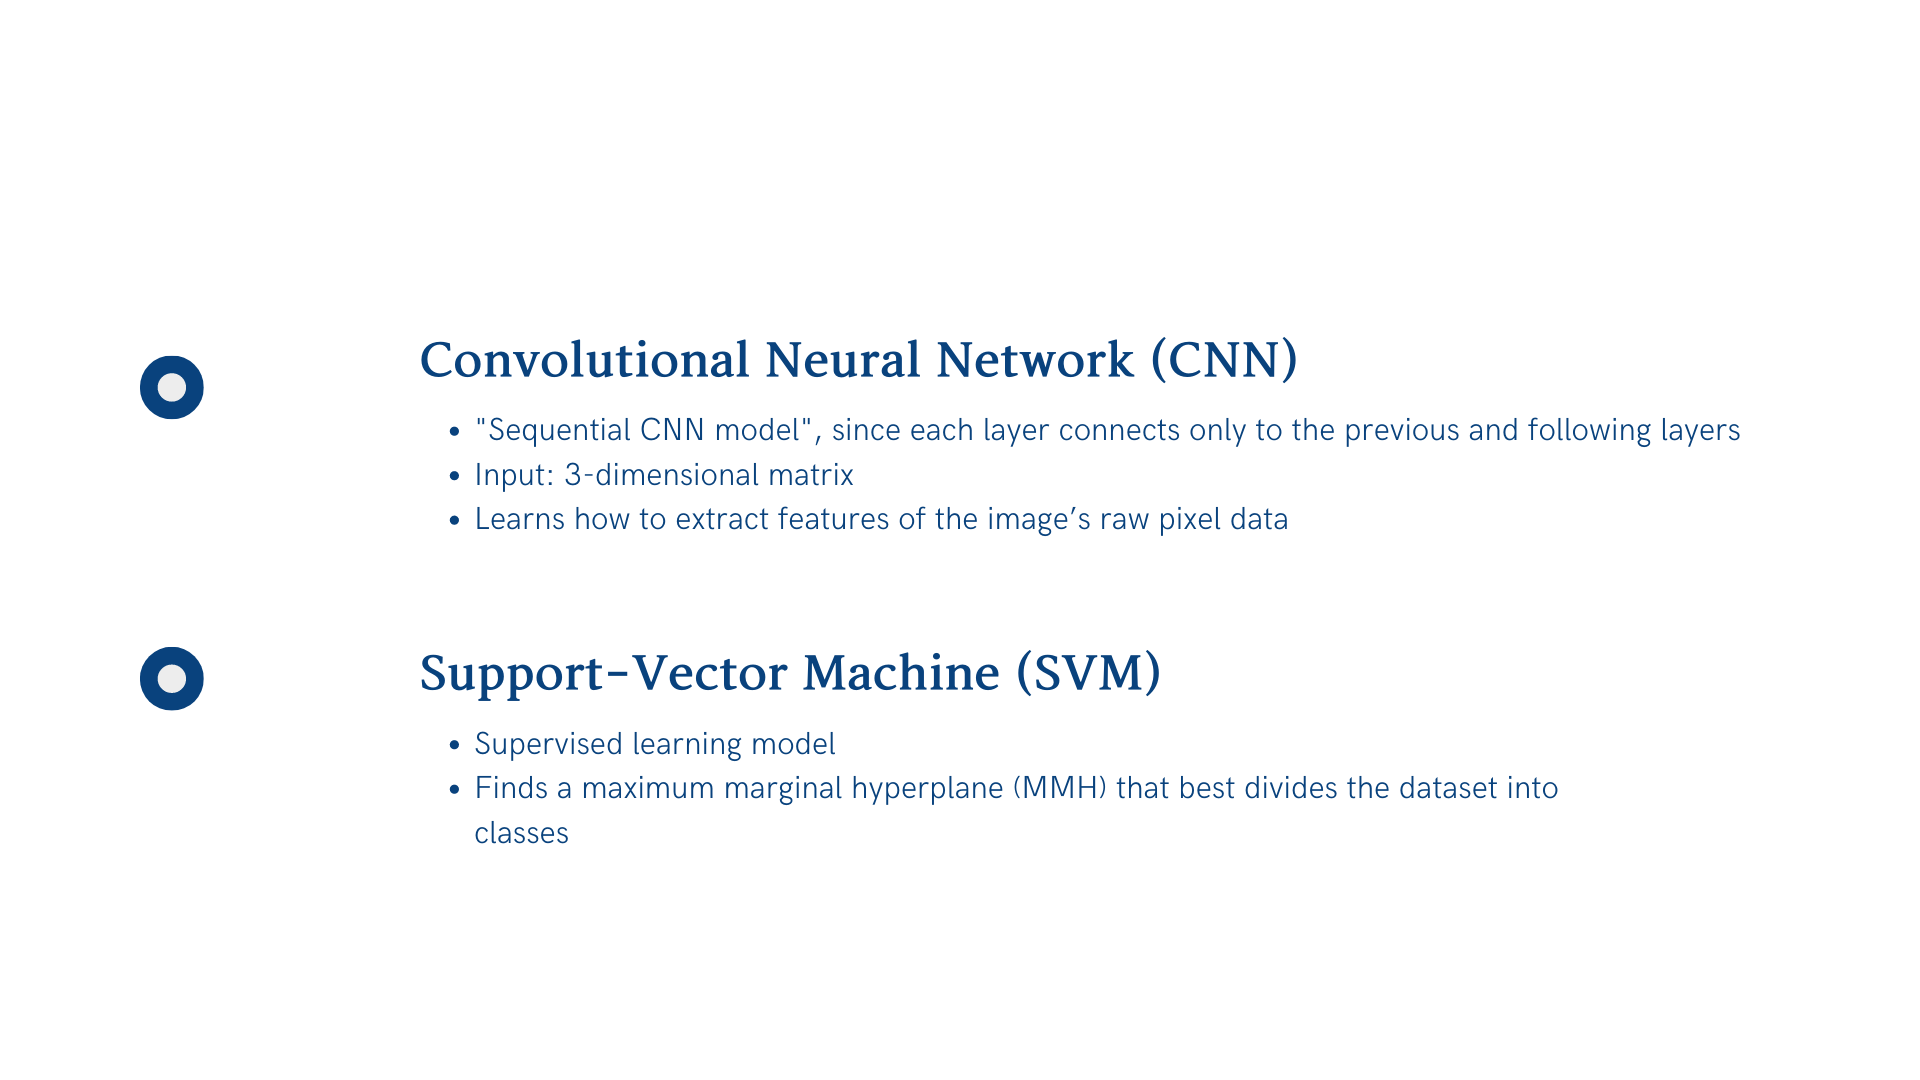 Convolutional Neural Network (CNN)
• "Sequential CNN model", since each layer connects only to the previous and following layers
• Input: 3-dimensional matrix
• Learns how to extract features of the image’s raw pixel data
Support-Vector Machine (SVM)
• Supervised learning model
• Finds a maximum marginal hyperplane (MMH) that best divides the dataset into
classes